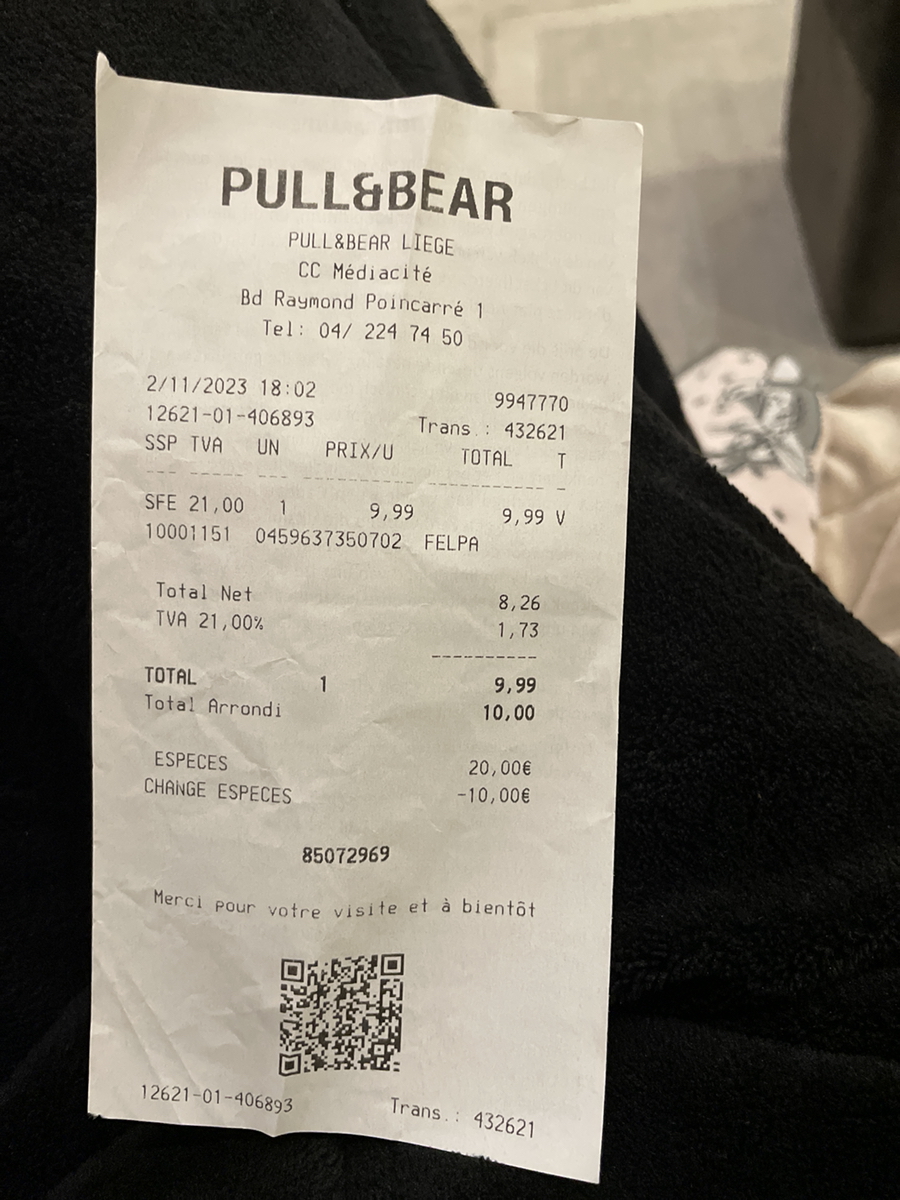 PULL&BEAR
PULL&BEAR LIEGE
CC Médiacité
Bd Raymond Poincarré 1
Tel: 04/ 224 74 50
2/11/2023 18:02 9947770
12621-01-406893 Trans.: 432621
SSP TVA UN PRIX/U TOTAL T
--- ------ --- ----------- ----------- -
SFE 21,00 1 9,99 9,99 V
10001151 0459637350702 FELPA
Total Net 8,26
TVA 21,00% 1,73
----------
TOTAL 1 9,99
Total Arrondi 10,00
ESPECES 20,00€
CHANGE ESPECES -10,00€
85072969
Merci pour votre visite et à bientôt
12621-01-406893 Trans.: 432621